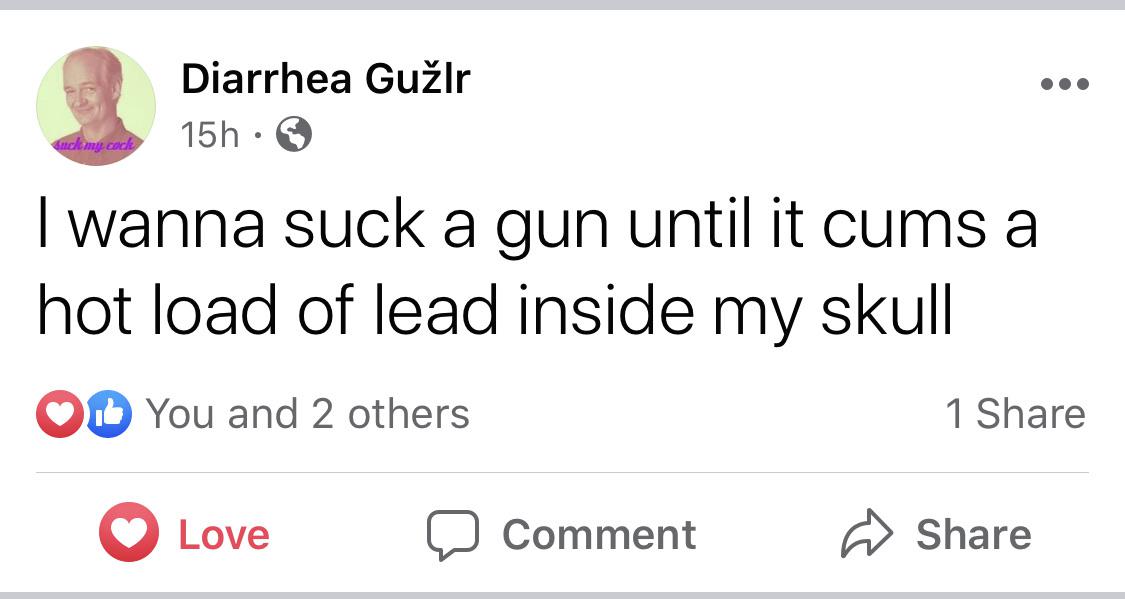 Diarrhea Gužlr
15h ·
suck my cock
I wanna suck a gun until it cums a
hot load of lead inside my skull
You and 2 others
1 Share
Love
Comment
Share